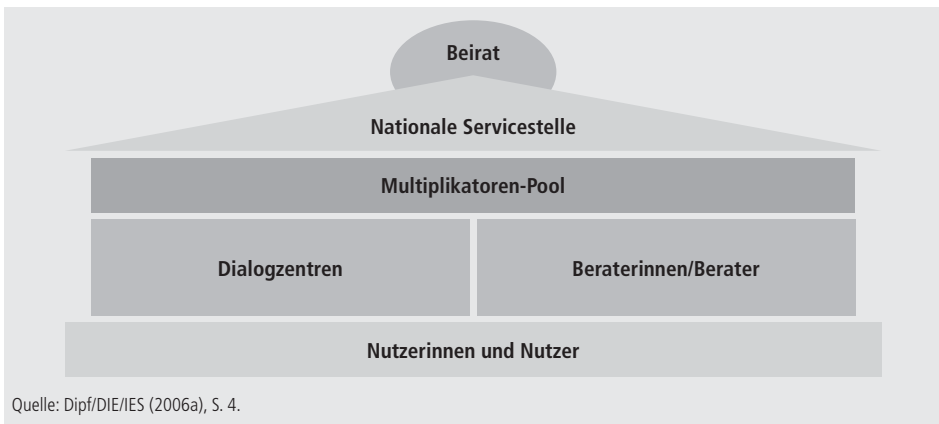 Beirat
Nationale Servicestelle
Multiplikatoren-Pool
Dialogzentren
Beraterinnen/Berater
Nutzerinnen und Nutzer
Quelle: Dipf/DIE/IES (2006a), S. 4.